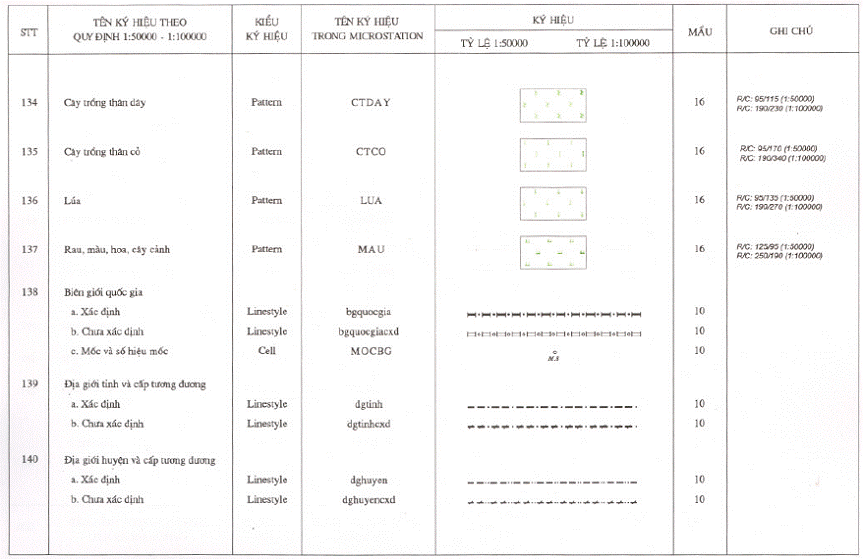 STT TÊN KÝ HIỆU THEO QUY ĐỊNH 1:50000 - 1:100000 KIỂU KÝ HIỆU TÊN KÝ HIỆU TRONG MICROSTATION KÝ HIỆU MẦU GHI CHÚ
TỶ LỆ 1:50000 TỶ LỆ 1:100000
134 Cây trồng thân dây Pattern CTDAY 16 R/C: 95/115 (1:50000)
R/C: 190/230 (1:100000)
135 Cây trồng thân cỏ Pattern CTCO 16 R/C: 95/170 (1:50000)
R/C: 190/340 (1:100000)
136 Lúa Pattern LUA 16 R/C: 95/135 (1:50000)
R/C: 190/270 (1:100000)
137 Rau, màu, hoa, cây cảnh Pattern MAU 16 R/C: 125/95 (1:50000)
R/C: 250/190 (1:100000)
138 Biên giới quốc gia
a. Xác định Linestyle bgquocgia 10
b. Chưa xác định Linestyle bgquocgiacxd 10
c. Mốc và số hiệu mốc Cell MOCBG 10
139 Địa giới tỉnh và cấp tương đương
a. Xác định Linestyle dgtinh 10
b. Chưa xác định Linestyle dgtinhcxd 10
140 Địa giới huyện và cấp tương đương
a. Xác định Linestyle dghuyen 10
b. Chưa xác định Linestyle dghuyencxd 10